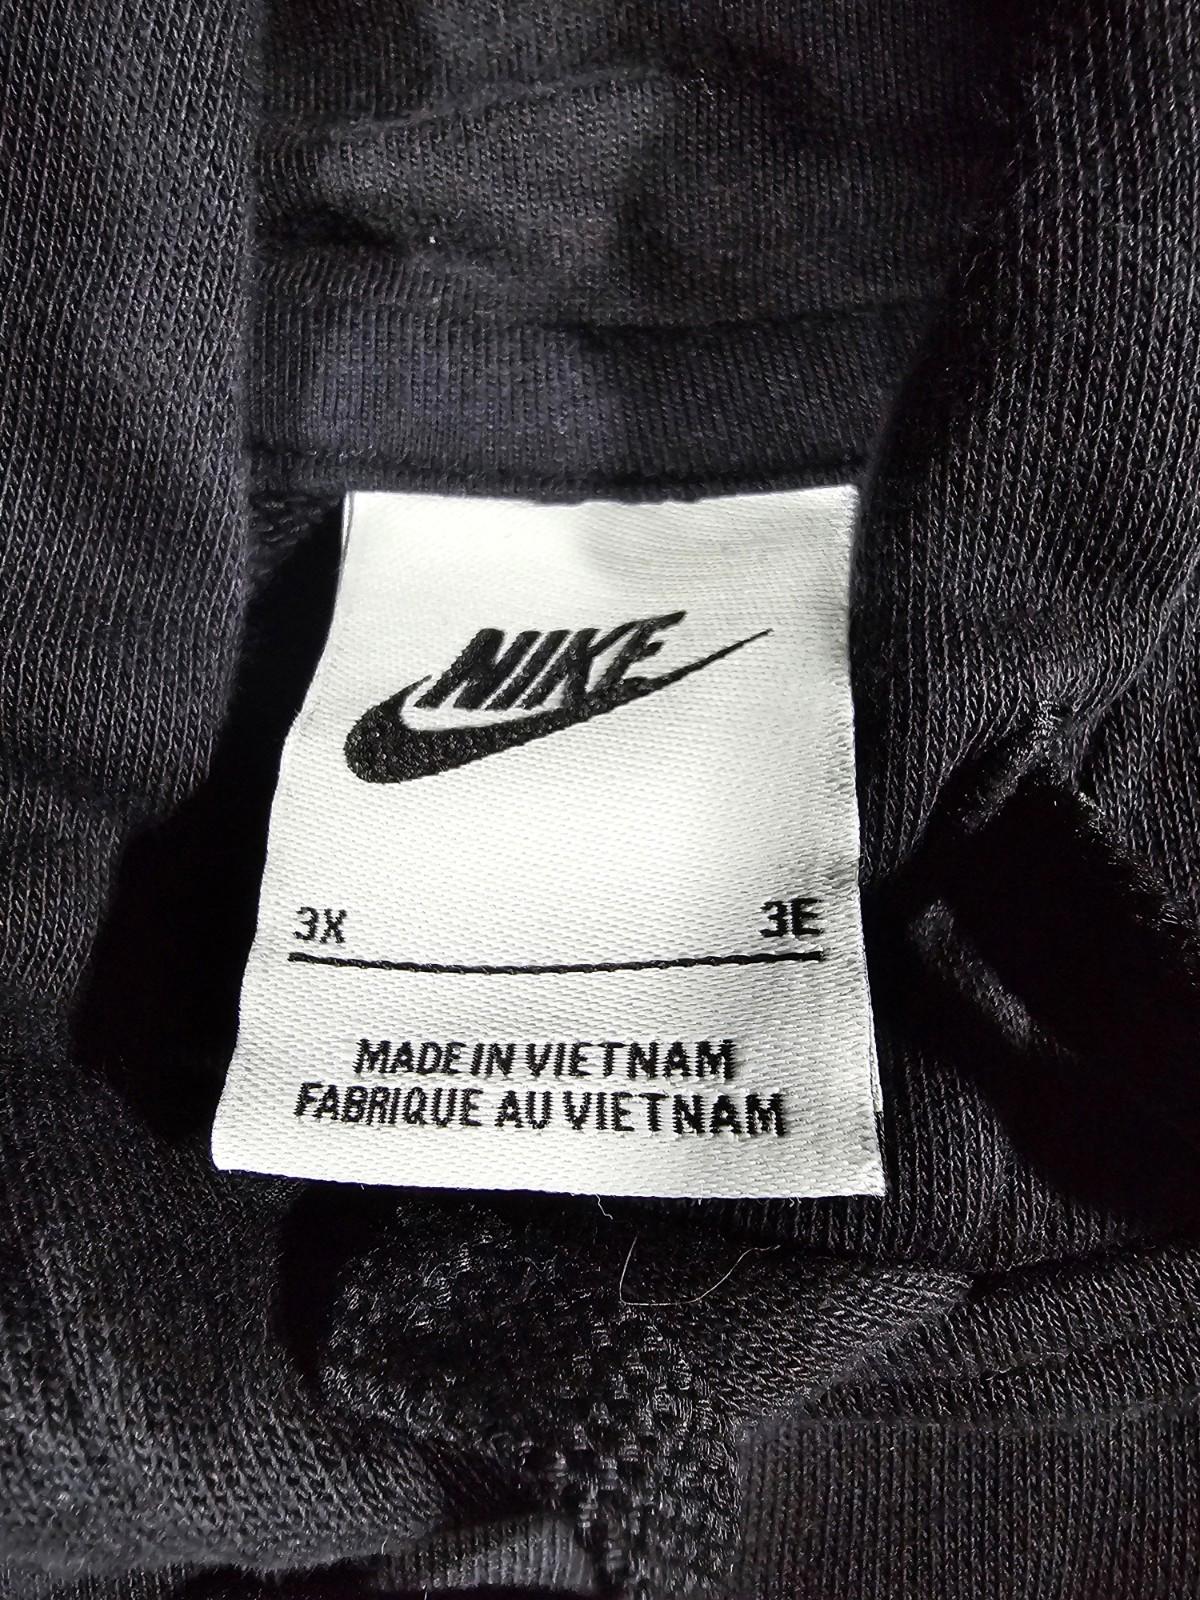 NIKE
3X 3E
MADE IN VIETNAM
FABRIQUE AU VIETNAM